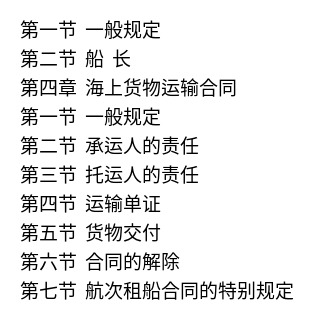 第一节 一般规定
第二节 船 长
第四章 海上货物运输合同
第一节 一般规定
第二节 承运人的责任
第三节 托运人的责任
第四节 运输单证
第五节 货物交付
第六节 合同的解除
第七节 航次租船合同的特别规定